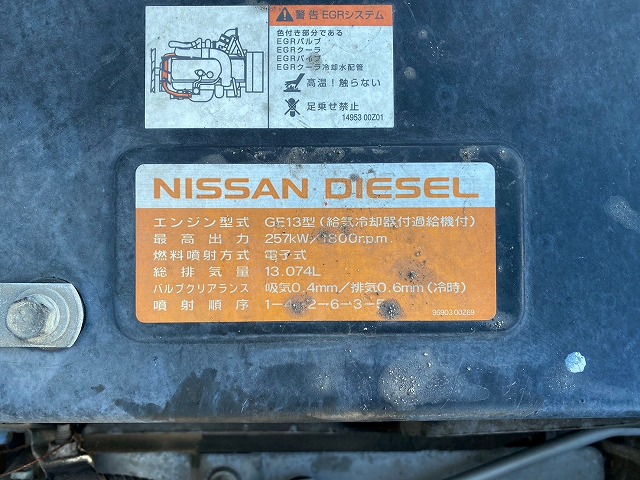 警告 EGRシステム
色付き部分である
EGRバルブ
EGRクーラ
EGRパイプ
EGRクーラ冷却水配管
高温！触らない
足乗せ禁止
14953 00Z01
NISSAN DIESEL
エンジン型式 GE13型(給気冷却器付過給機付)
最高出力 257kW/1800r.p.m
燃料噴射方式 電子式
総排気量 13.074L
バルブクリアランス 吸気0.4mm/排気0.6mm(冷時)
噴射順序 1-4-2-6-3-5
96903 00Z69